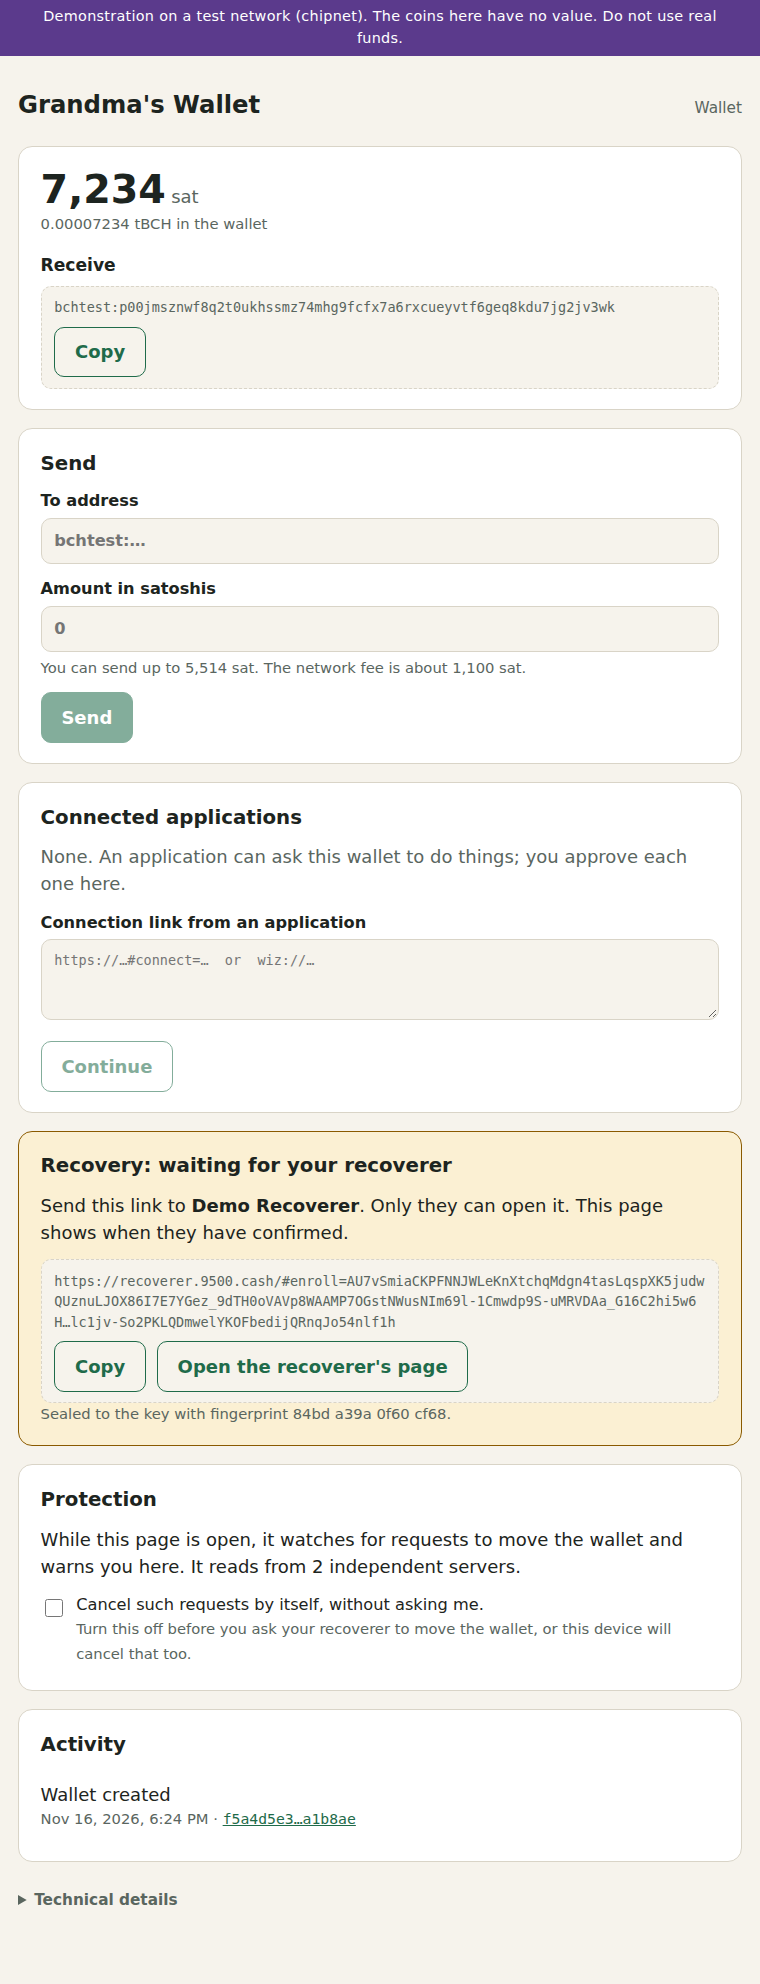 Demonstration on a test network (chipnet). The coins here have no value. Do not use real
funds.
Grandma's Wallet
Wallet
7,234 sat
0.00007234 tBCH in the wallet
Receive
bchtest:p00jmsznwf8q2t0ukhssmz74mhg9fcfx7a6rxcueyvtf6geq8kdu7jg2jv3wk
Copy
Send
To address
bchtest:…
Amount in satoshis
0
You can send up to 5,514 sat. The network fee is about 1,100 sat.
Send
Connected applications
None. An application can ask this wallet to do things; you approve each
one here.
Connection link from an application
https://…#connect=… or wiz://…
Continue
Recovery: waiting for your recoverer
Send this link to Demo Recoverer. Only they can open it. This page
shows when they have confirmed.
https://recoverer.9500.cash/#enroll=AU7vSmiaCKPFNNJWLeKnXtchqMdgn4tasLqspXK5judw
QUznuLJOX86I7E7YGez_9dTH0oVAVp8WAAMP7OGstNWusNIm69l-1Cmwdp9S-uMRVDAa_G16C2hi5w6
H…lc1jv-So2PKLQDmwelYKOFbedijQRnqJo54nlf1h
Copy
Open the recoverer's page
Sealed to the key with fingerprint 84bd a39a 0f60 cf68.
Protection
While this page is open, it watches for requests to move the wallet and
warns you here. It reads from 2 independent servers.
Cancel such requests by itself, without asking me.
Turn this off before you ask your recoverer to move the wallet, or this device will
cancel that too.
Activity
Wallet created
Nov 16, 2026, 6:24 PM · f5a4d5e3…a1b8ae
Technical details